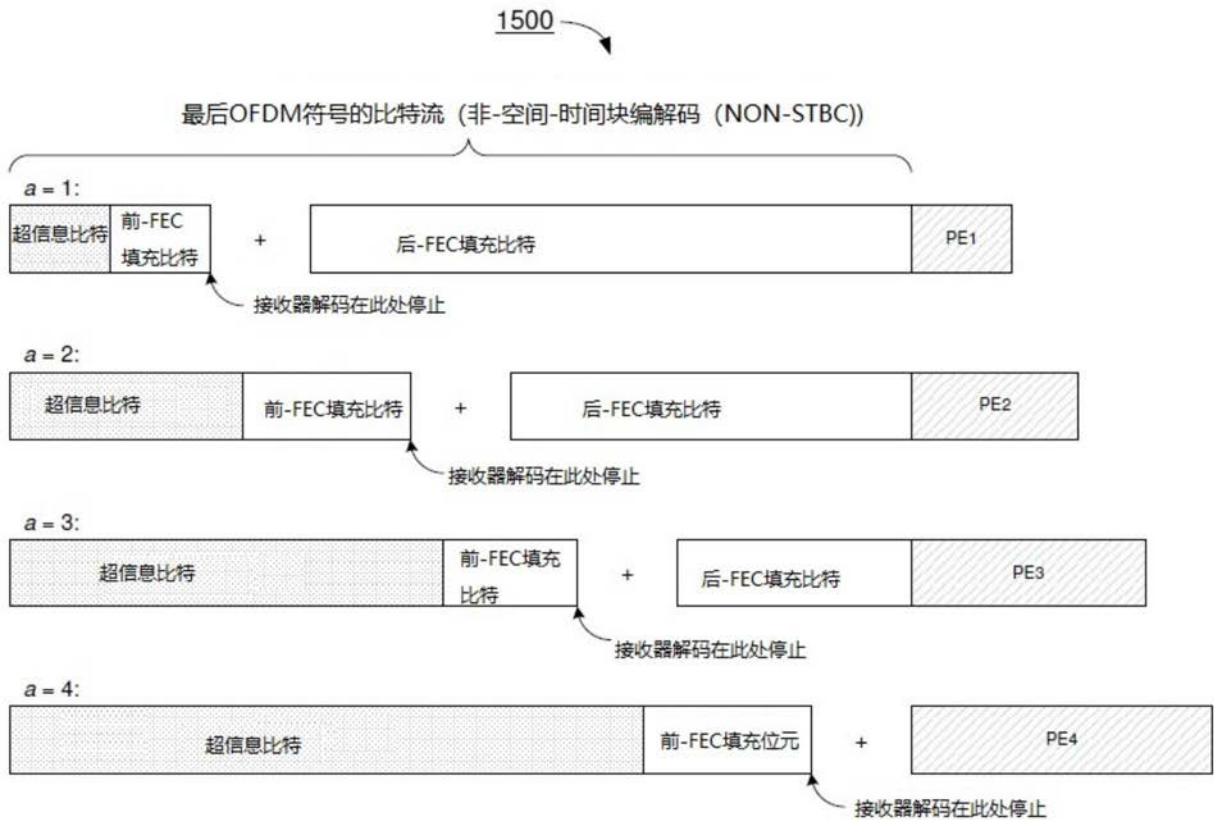 1500
最后OFDM符号的比特流（非-空间-时间块编解码（NON-STBC))
a = 1:
超信息比特
前-FEC
填充比特
+
后-FEC填充比特
PE1
接收器解码在此处停止
a = 2:
超信息比特
前-FEC填充比特
+
后-FEC填充比特
PE2
接收器解码在此处停止
a = 3:
超信息比特
前-FEC填充
比特
+
后-FEC填充比特
PE3
接收器解码在此处停止
a = 4:
超信息比特
前-FEC填充位元
+
PE4
接收器解码在此处停止